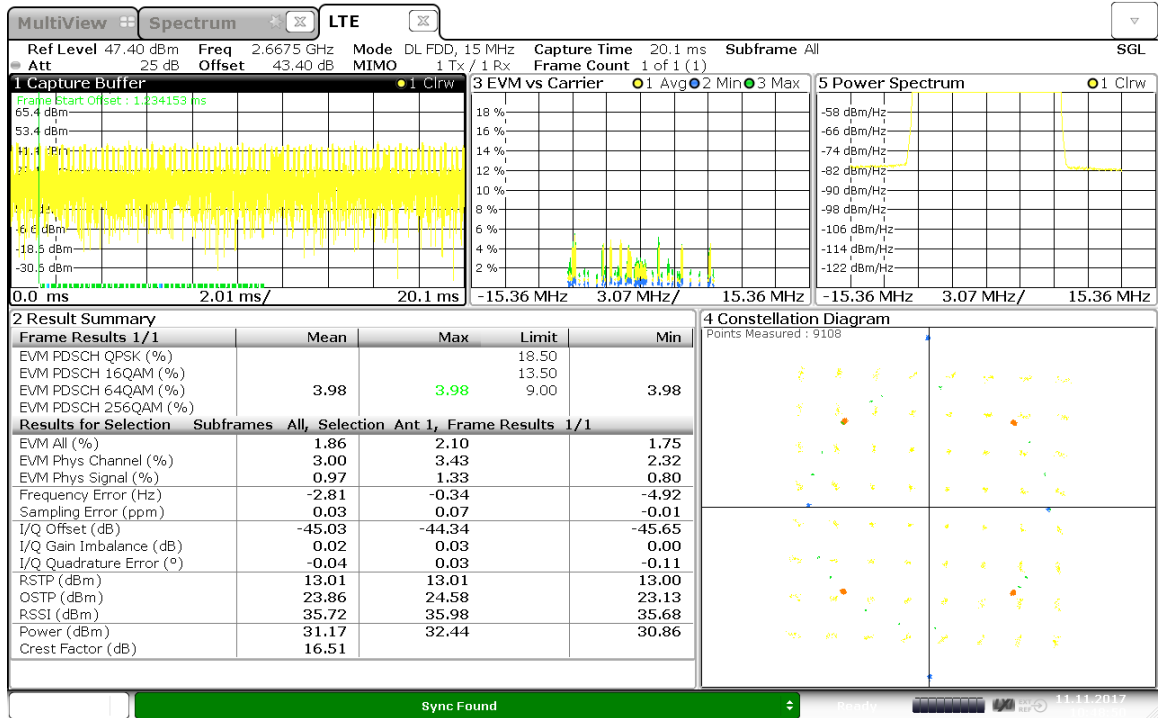 MultiView Spectrum LTE
Ref Level 47.40 dBm Freq 2.6675 GHz Mode DL FDD, 15 MHz Capture Time 20.1 ms Subframe All SGL
Att 25 dB Offset 43.40 dB MIMO 1 Tx / 1 Rx Frame Count 1 of 1 (1)
1 Capture Buffer 1 Clrw
Frame Start Offset : 1.234153 ms
65.4 dBm
53.4 dBm
-18.5 dBm
-30.5 dBm
0.0 ms 2.01 ms/ 20.1 ms
3 EVM vs Carrier 1 Avg 2 Min 3 Max
18 %
16 %
14 %
12 %
10 %
8 %
6 %
4 %
2 %
-15.36 MHz 3.07 MHz/ 15.36 MHz
5 Power Spectrum 1 Clrw
-58 dBm/Hz
-66 dBm/Hz
-74 dBm/Hz
-82 dBm/Hz
-90 dBm/Hz
-98 dBm/Hz
-106 dBm/Hz
-114 dBm/Hz
-122 dBm/Hz
-15.36 MHz 3.07 MHz/ 15.36 MHz
2 Result Summary
Frame Results 1/1 Mean Max Limit Min
EVM PDSCH QPSK (%) 18.50
EVM PDSCH 16QAM (%) 13.50
EVM PDSCH 64QAM (%) 3.98 3.98 9.00 3.98
EVM PDSCH 256QAM (%)
Results for Selection Subframes All, Selection Ant 1, Frame Results 1/1
EVM All (%) 1.86 2.10 1.75
EVM Phys Channel (%) 3.00 3.43 2.32
EVM Phys Signal (%) 0.97 1.33 0.80
Frequency Error (Hz) -2.81 -0.34 -4.92
Sampling Error (ppm) 0.03 0.07 -0.01
I/Q Offset (dB) -45.03 -44.34 -45.65
I/Q Gain Imbalance (dB) 0.02 0.03 0.00
I/Q Quadrature Error (º) -0.04 0.03 -0.11
RSTP (dBm) 13.01 13.01 13.00
OSTP (dBm) 23.86 24.58 23.13
RSSI (dBm) 35.72 35.98 35.68
Power (dBm) 31.17 32.44 30.86
Crest Factor (dB) 16.51
4 Constellation Diagram
Points Measured : 9108
Sync Found
Ready
LXI
11.11.2017